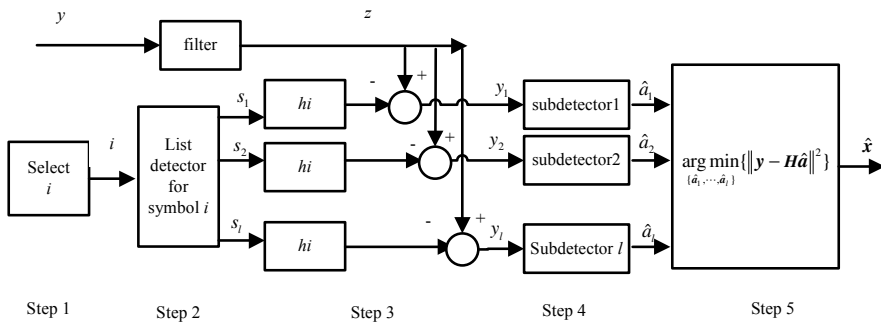 y
z
filter
- +
s₁
hi
y₁
subdetector1
â₁
Select
i
i
List
detector
for
symbol i
s₂
hi
- +
y₂
subdetector2
â₂
arg min{‖y − Hâ‖²}
{â₁,⋯,âₗ}
x̂
sₗ
hi
- +
yₗ
Subdetector l
âₗ
Step 1
Step 2
Step 3
Step 4
Step 5